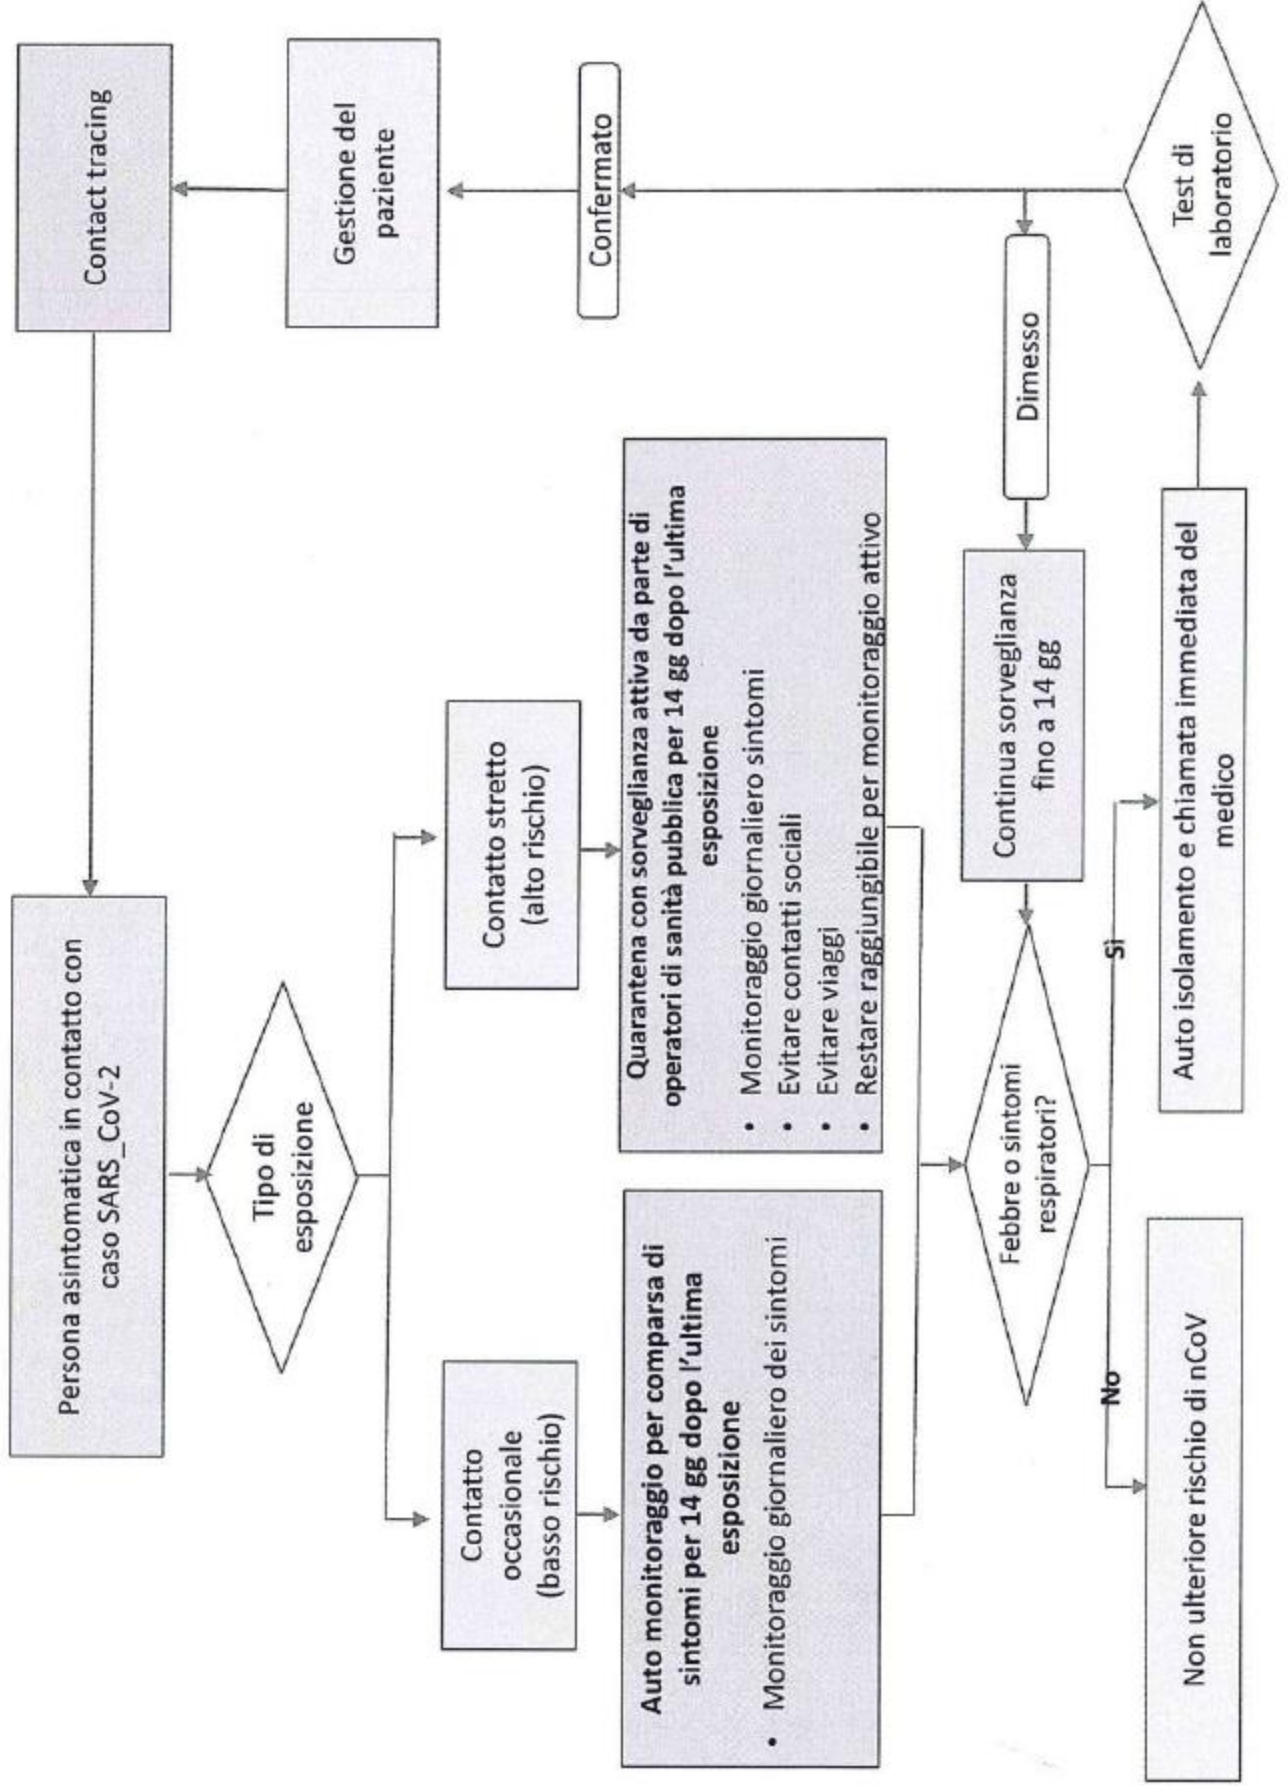 Persona asintomatica in contatto con
caso SARS_CoV-2
Contact tracing
Tipo di
esposizione
Gestione del
paziente
Contatto
occasionale
(basso rischio)
Contatto stretto
(alto rischio)
Confermato
Auto monitoraggio per comparsa di
sintomi per 14 gg dopo l'ultima
esposizione
• Monitoraggio giornaliero dei sintomi
Quarantena con sorveglianza attiva da parte di
operatori di sanità pubblica per 14 gg dopo l'ultima
esposizione
• Monitoraggio giornaliero sintomi
• Evitare contatti sociali
• Evitare viaggi
• Restare raggiungibile per monitoraggio attivo
Febbre o sintomi
respiratori?
Continua sorveglianza
fino a 14 gg
Dimesso
No
Sì
Non ulteriore rischio di nCoV
Auto isolamento e chiamata immediata del
medico
Test di
laboratorio